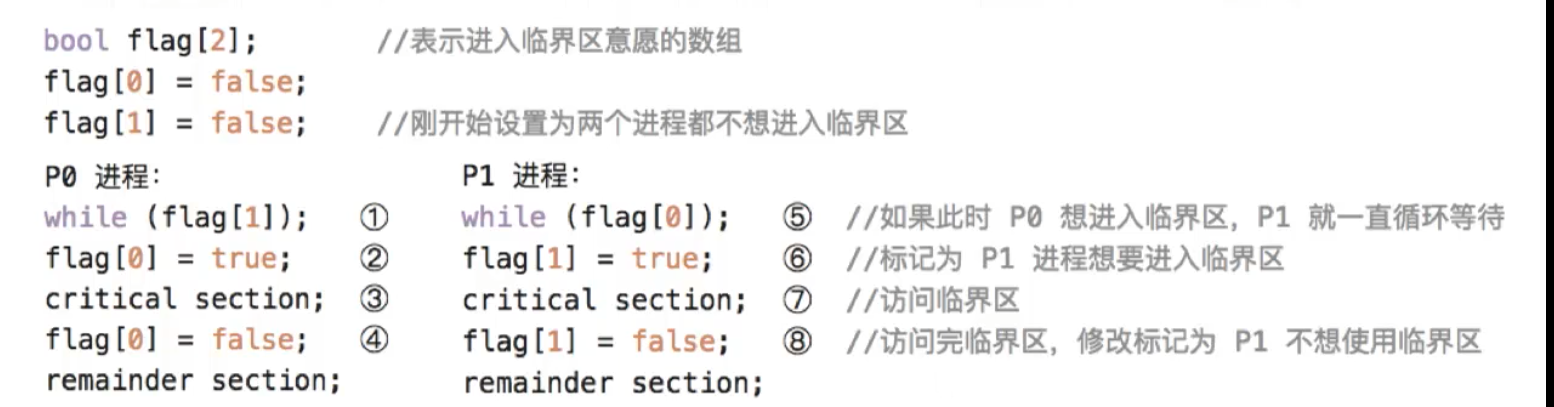 bool flag[2]; //表示进入临界区意愿的数组
flag[0] = false;
flag[1] = false; //刚开始设置为两个进程都不想进入临界区
P0 进程: P1 进程:
while (flag[1]); ① while (flag[0]); ⑤ //如果此时 P0 想进入临界区，P1 就一直循环等待
flag[0] = true; ② flag[1] = true; ⑥ //标记为 P1 进程想要进入临界区
critical section; ③ critical section; ⑦ //访问临界区
flag[0] = false; ④ flag[1] = false; ⑧ //访问完临界区，修改标记为 P1 不想使用临界区
remainder section; remainder section;